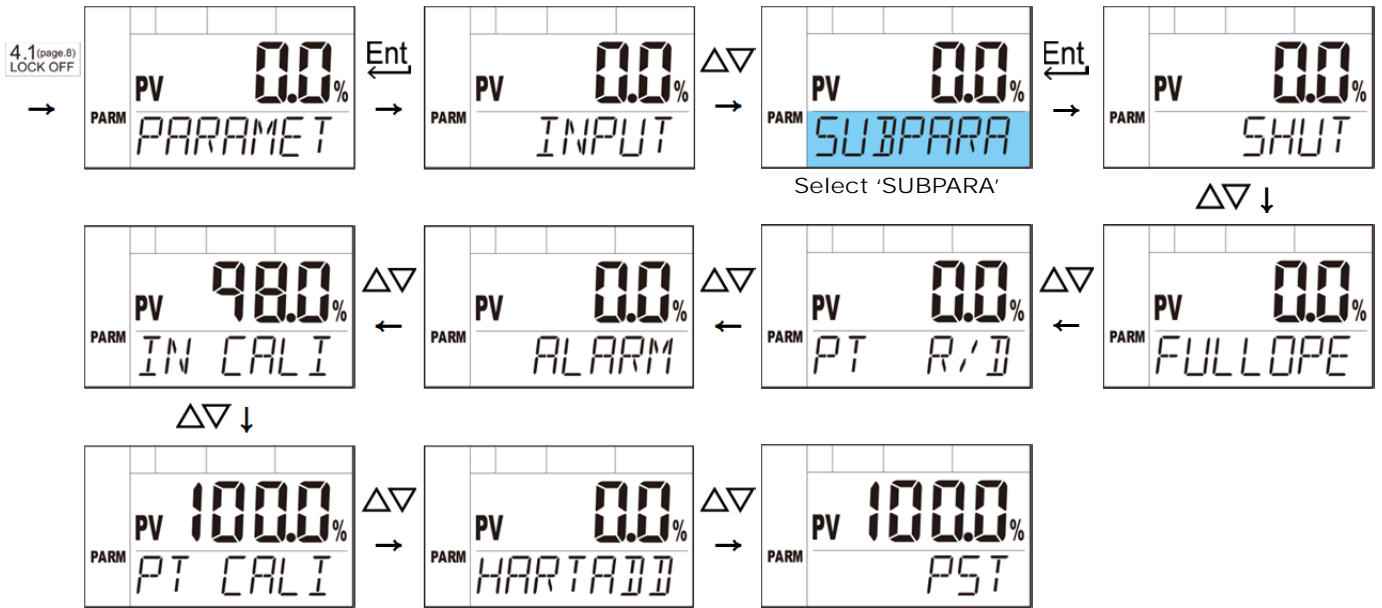 4.1(page.8)
LOCK OFF
→
PARM PV 0.0%
PARAMET
Ent
→
PARM PV 0.0%
INPUT
△▽
→
PARM PV 0.0%
SUBPARA
Select 'SUBPARA'
Ent
→
PARM PV 0.0%
SHUT
△▽ ↓
PARM PV 0.0%
FULLOPE
△▽
←
PARM PV 0.0%
PT R/D
△▽
←
PARM PV 0.0%
ALARM
△▽
←
PARM PV 98.0%
IN CALI
△▽ ↓
PARM PV 100.0%
PT CALI
△▽
→
PARM PV 0.0%
HARTADD
△▽
→
PARM PV 100.0%
PST